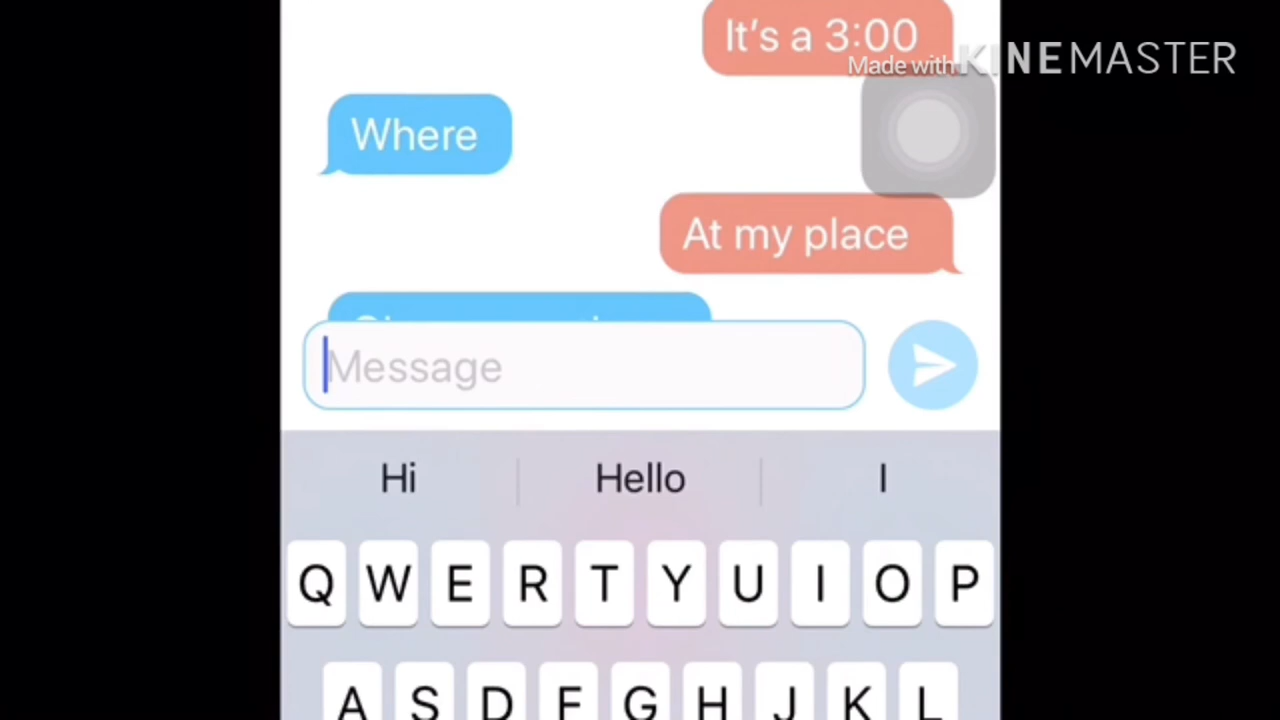 It's a 3:00
Made with KINEMASTER
Where
At my place
Message
Hi Hello I
Q W E R T Y U I O P
A S D F G H J K L